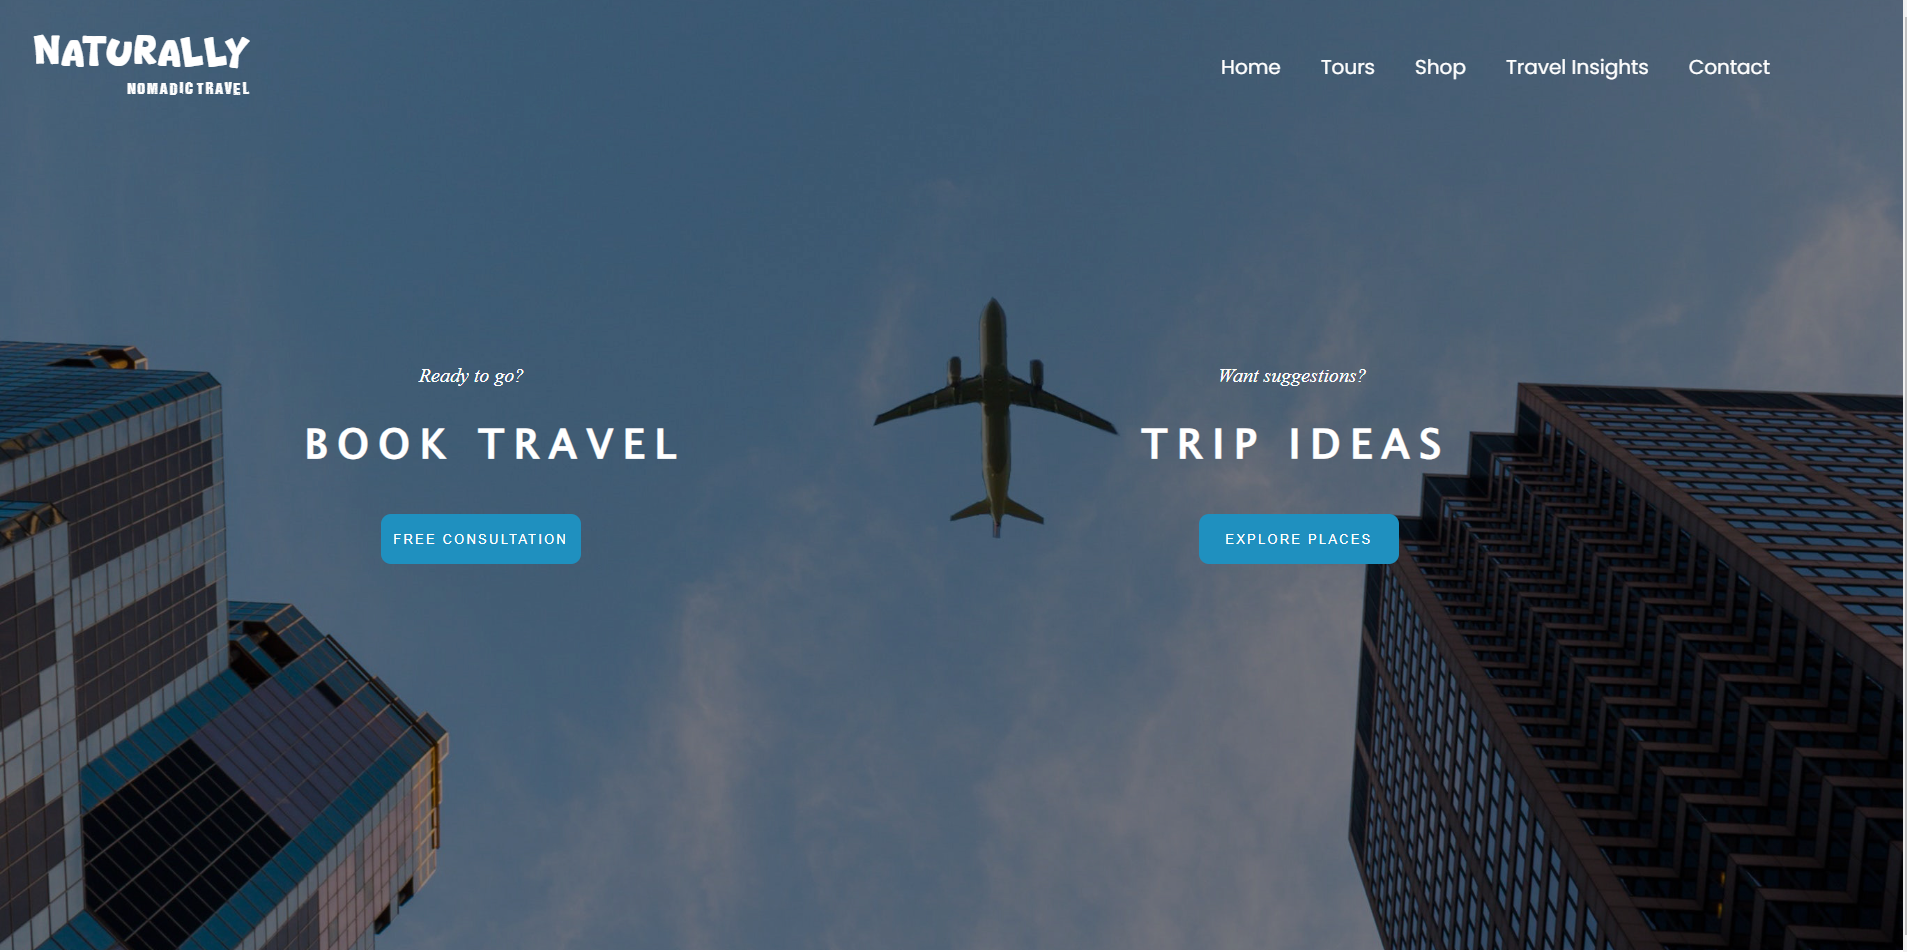 NATURALLY
NOMADIC TRAVEL
Home Tours Shop Travel Insights Contact
Ready to go?
BOOK TRAVEL
FREE CONSULTATION
Want suggestions?
TRIP IDEAS
EXPLORE PLACES